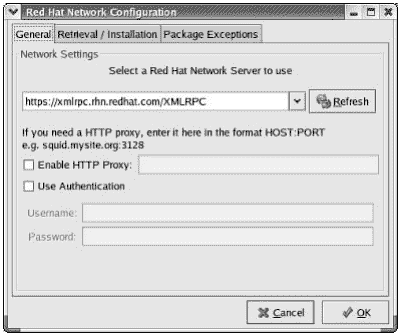 Red Hat Network Configuration
General Retrieval / Installation Package Exceptions
Network Settings
Select a Red Hat Network Server to use
https://xmlrpc.rhn.redhat.com/XMLRPC Refresh
If you need a HTTP proxy, enter it here in the format HOST:PORT
e.g. squid.mysite.org:3128
Enable HTTP Proxy:
Use Authentication
Username:
Password:
Cancel OK